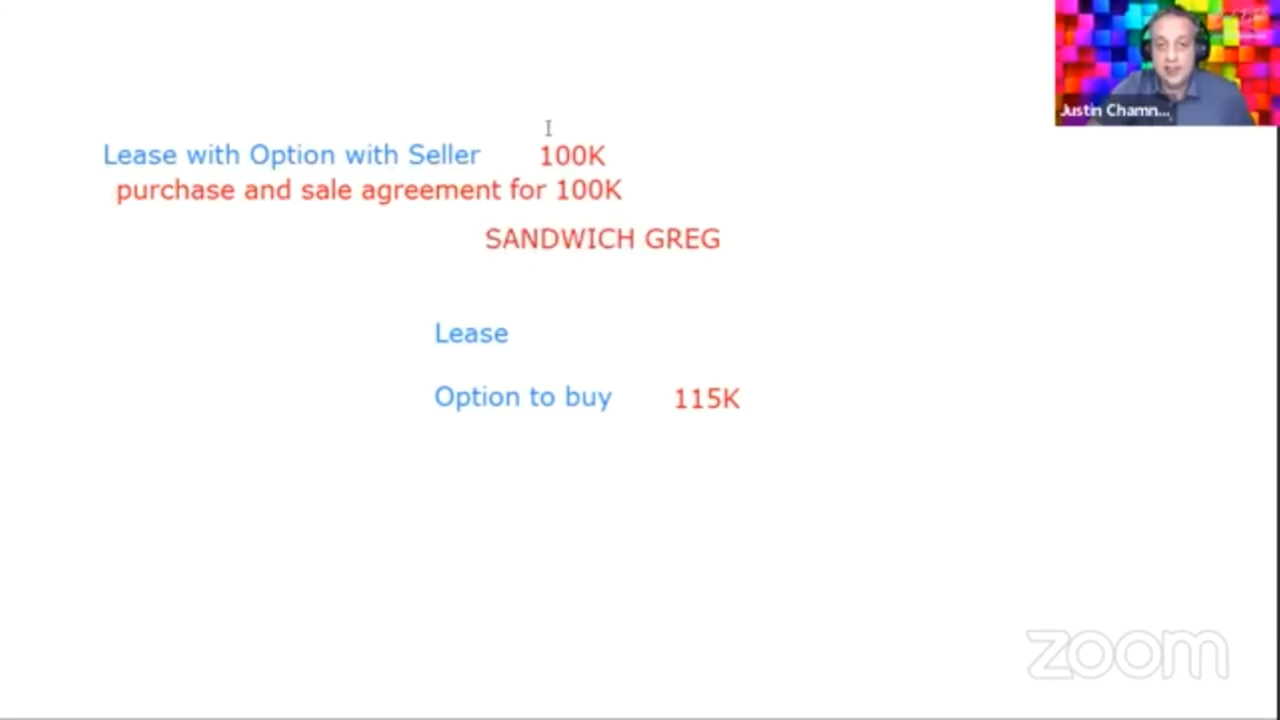 Justin Chamn...
Lease with Option with Seller 100K
purchase and sale agreement for 100K
SANDWICH GREG
Lease
Option to buy 115K
zoom